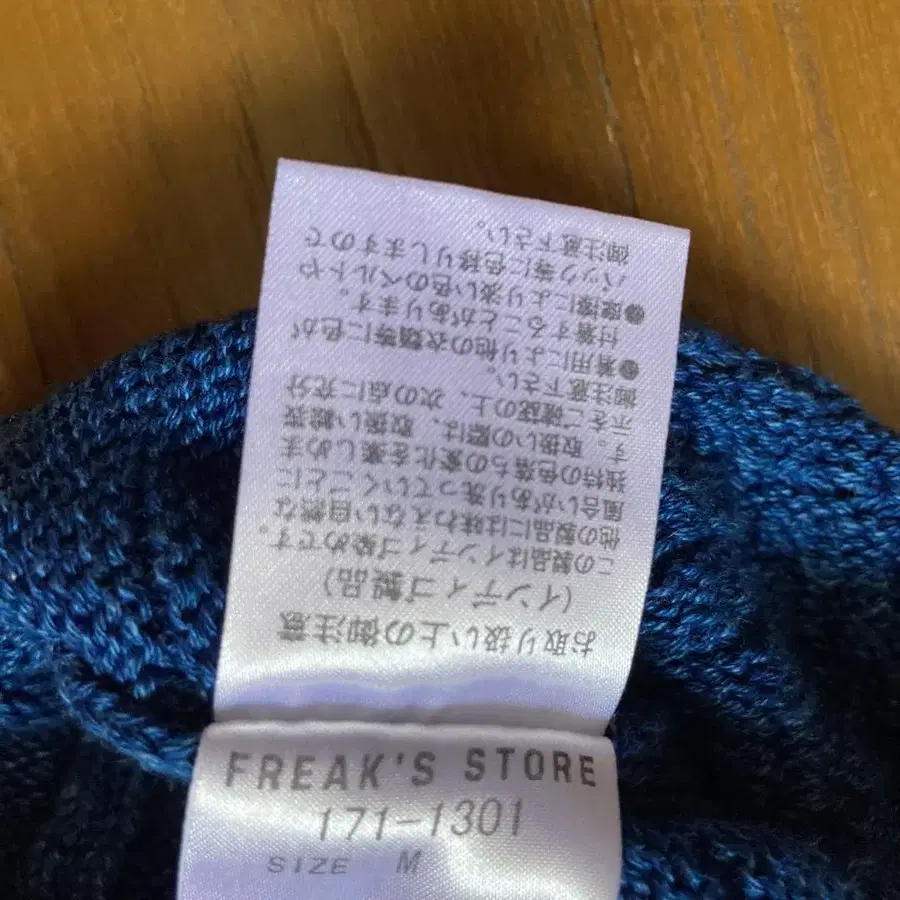 お取り扱い上の御注意
(インディゴ製品)
この製品はインディゴ染めです。
他の製品には味わえない自然な
風合いがあり洗っていくごとに
独特の色落ちの変化を楽しめま
す。取扱いの際は、取扱い絵表
示をご確認の上、次の点に充分
御注意下さい。
❶着用により他の衣類等に色が
付着することがあります。
❷摩擦により淡い色のベルトや
バック等に色移りしますので
御注意下さい。
FREAK'S STORE
171-1301
SIZE M